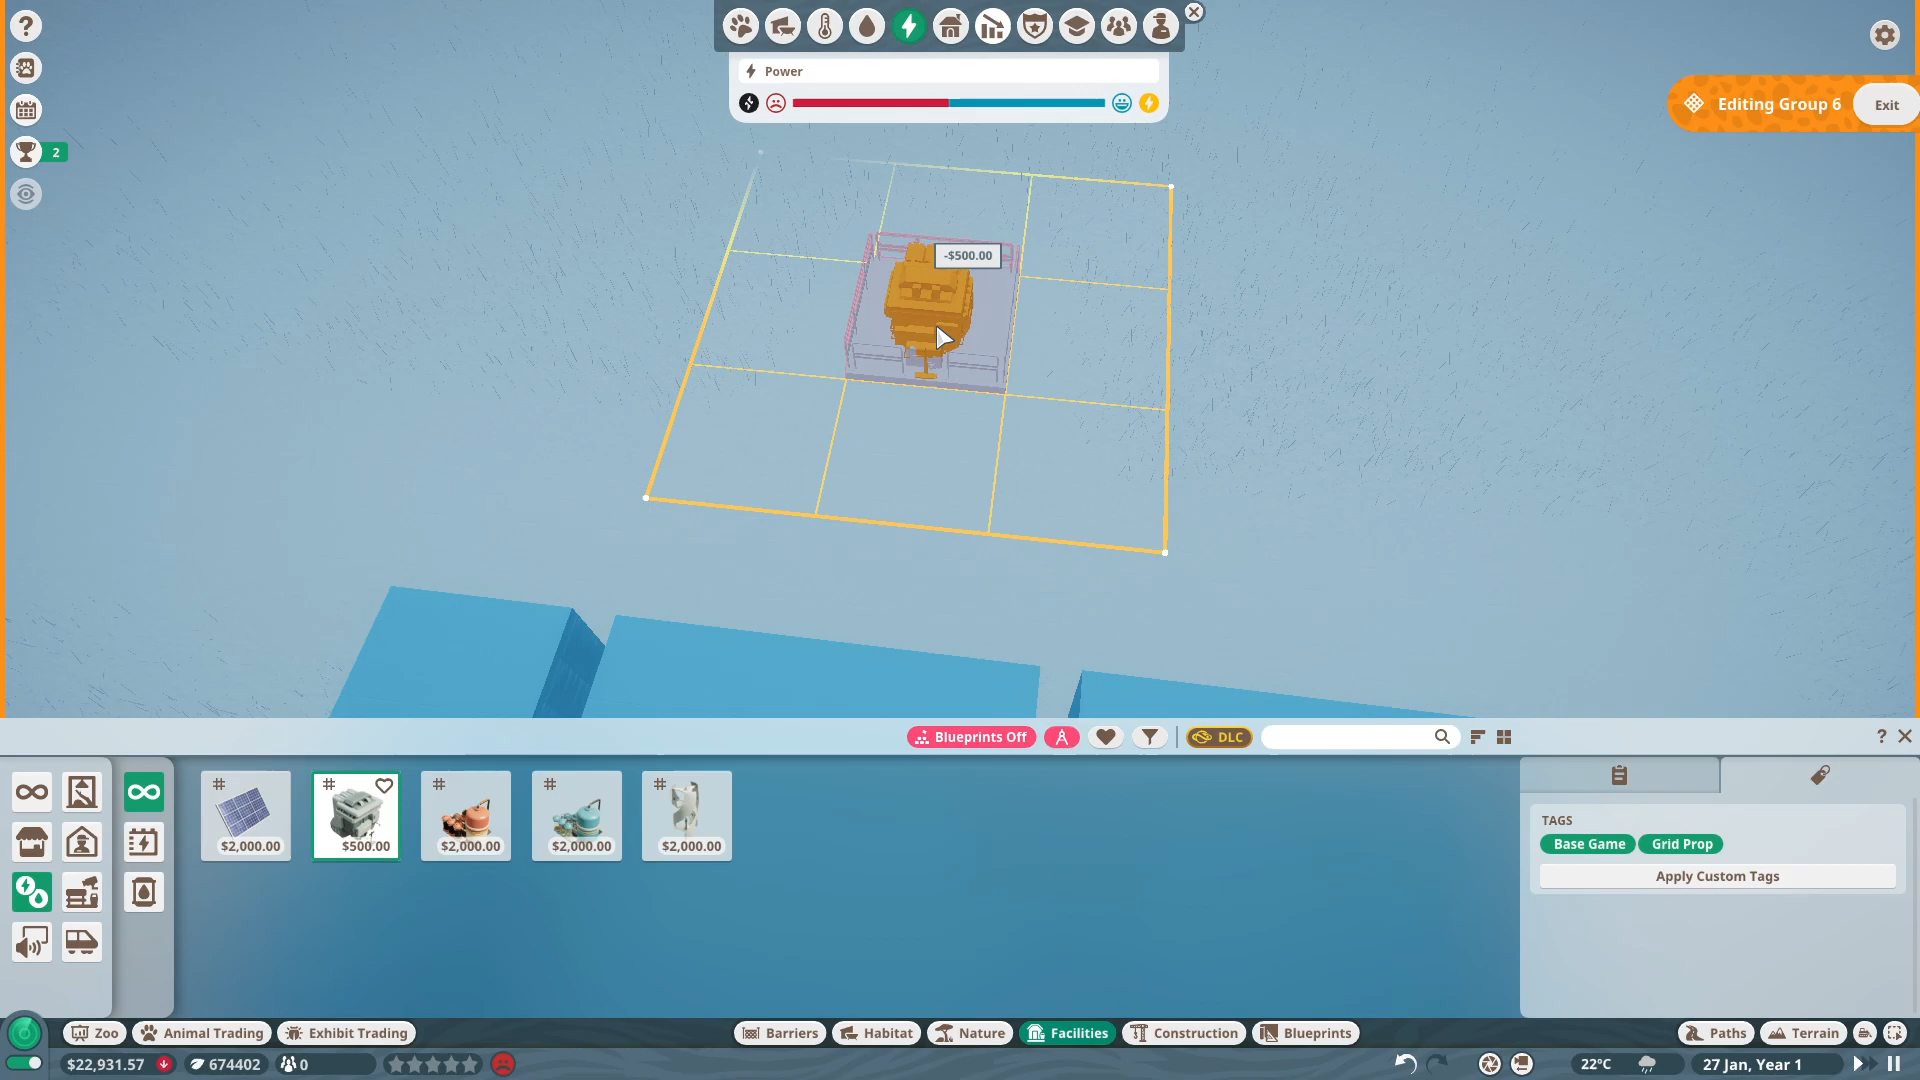 Power
Editing Group 6
Exit
2
-$500.00
Blueprints Off
DLC
$2,000.00
$500.00
$2,000.00
$2,000.00
$2,000.00
TAGS
Base Game
Grid Prop
Apply Custom Tags
Zoo
Animal Trading
Exhibit Trading
Barriers
Habitat
Nature
Facilities
Construction
Blueprints
Paths
Terrain
$22,931.57
674402
0
22°C
27 Jan, Year 1